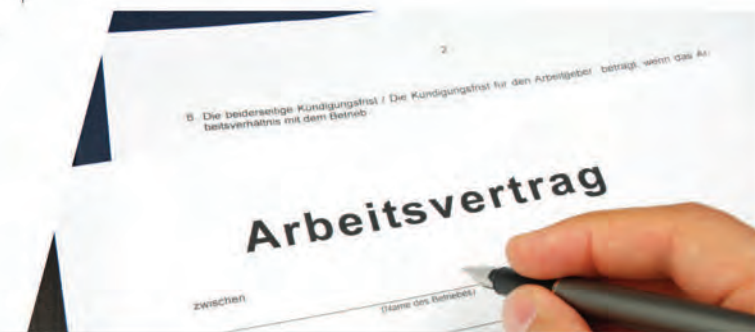 2
8. Die beiderseitige Kündigungsfrist / Die Kündigungsfrist für den Arbeitgeber beträgt, wenn das Ar-
beitsverhältnis mit dem Betrieb
Arbeitsvertrag
zwischen
(Name des Betriebes)